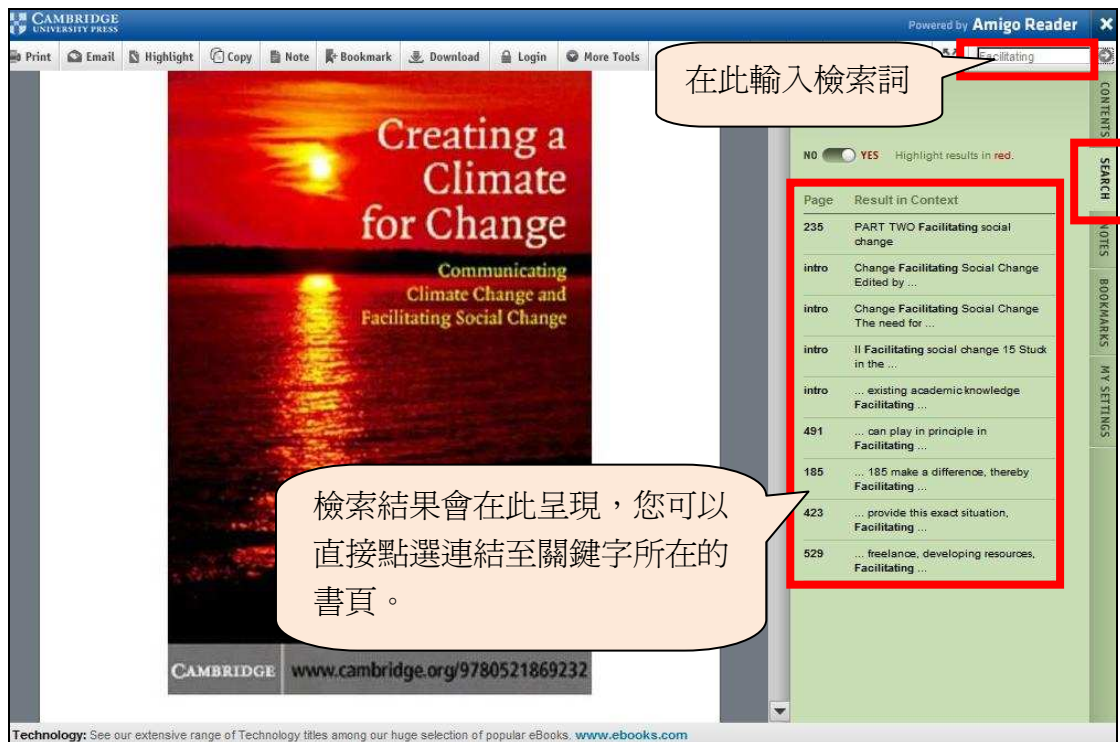 CAMBRIDGE
UNIVERSITY PRESS
Powered by Amigo Reader
Print Email Highlight Copy Note Bookmark Download Login More Tools
Facilitating
在此輸入檢索詞
CONTENTS
SEARCH
NOTES
BOOKMARKS
MY SETTINGS
NO YES Highlight results in red.
Page Result in Context
235 PART TWO Facilitating social
change
intro Change Facilitating Social Change
Edited by ...
intro Change Facilitating Social Change
The need for ...
intro II Facilitating social change 15 Stuck
in the ...
intro ... existing academic knowledge
Facilitating ...
491 ... can play in principle in
Facilitating ...
185 ... 185 make a difference, thereby
Facilitating ...
423 ... provide this exact situation,
Facilitating ...
529 ... freelance, developing resources,
Facilitating ...
Creating a
Climate
for Change
Communicating
Climate Change and
Facilitating Social Change
檢索結果會在此呈現，您可以
直接點選連結至關鍵字所在的
書頁。
CAMBRIDGE www.cambridge.org/9780521869232
Technology: See our extensive range of Technology titles among our huge selection of popular eBooks. www.ebooks.com